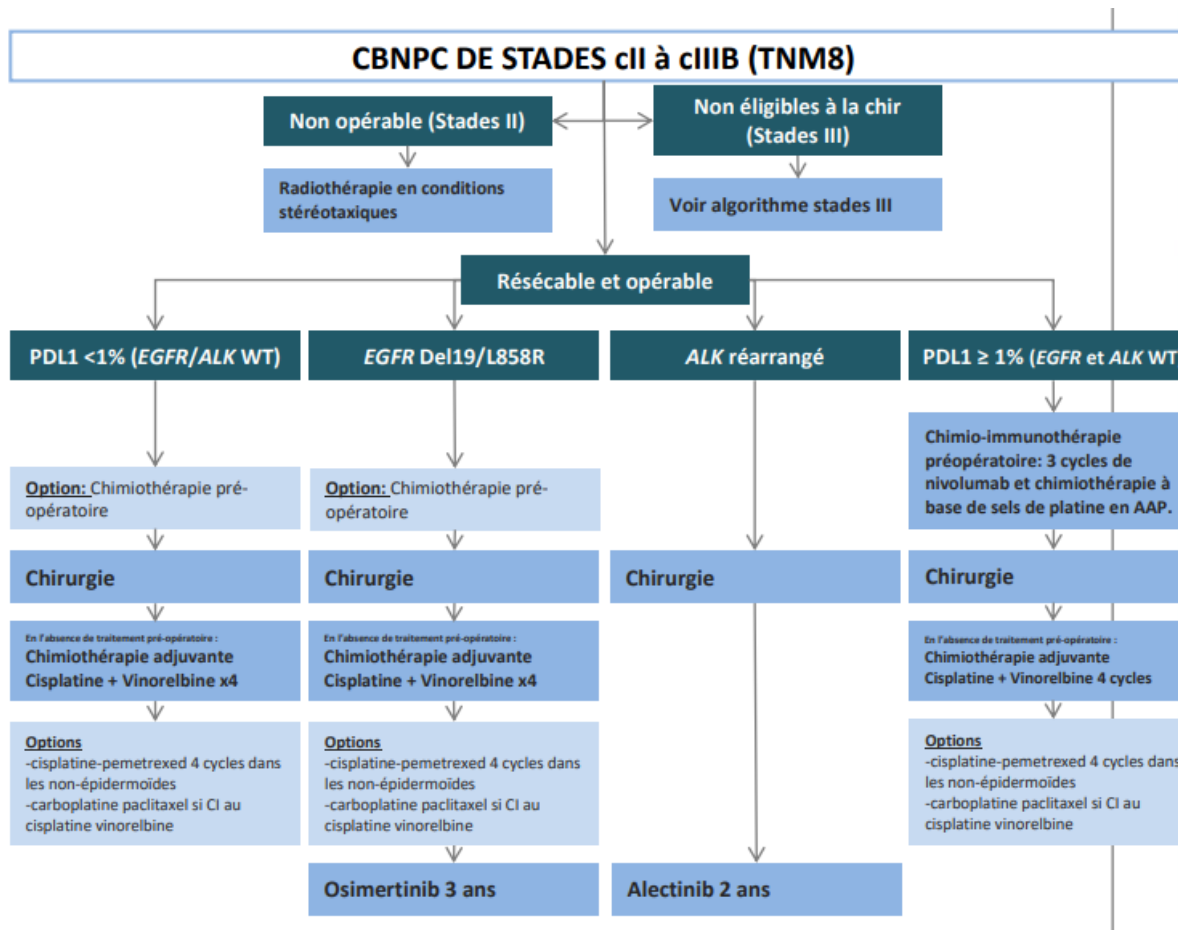 CBNPC DE STADES cII à cIIIB (TNM8)
Non opérable (Stades II)
Non éligibles à la chir
(Stades III)
Radiothérapie en conditions
stéréotaxiques
Voir algorithme stades III
Résécable et opérable
PDL1 <1% (EGFR/ALK WT)
EGFR Del19/L858R
ALK réarrangé
PDL1 ≥ 1% (EGFR et ALK WT
Chimio-immunothérapie
préopératoire: 3 cycles de
nivolumab et chimiothérapie à
base de sels de platine en AAP.
Option: Chimiothérapie pré-
opératoire
Option: Chimiothérapie pré-
opératoire
Chirurgie
Chirurgie
Chirurgie
Chirurgie
En l'absence de traitement pré-opératoire :
Chimiothérapie adjuvante
Cisplatine + Vinorelbine x4
En l'absence de traitement pré-opératoire :
Chimiothérapie adjuvante
Cisplatine + Vinorelbine x4
En l'absence de traitement pré-opératoire :
Chimiothérapie adjuvante
Cisplatine + Vinorelbine 4 cycles
Options
-cisplatine-pemetrexed 4 cycles dans
les non-épidermoïdes
-carboplatine paclitaxel si CI au
cisplatine vinorelbine
Options
-cisplatine-pemetrexed 4 cycles dans
les non-épidermoïdes
-carboplatine paclitaxel si CI au
cisplatine vinorelbine
Options
-cisplatine-pemetrexed 4 cycles dans
les non-épidermoïdes
-carboplatine paclitaxel si CI au
cisplatine vinorelbine
Osimertinib 3 ans
Alectinib 2 ans